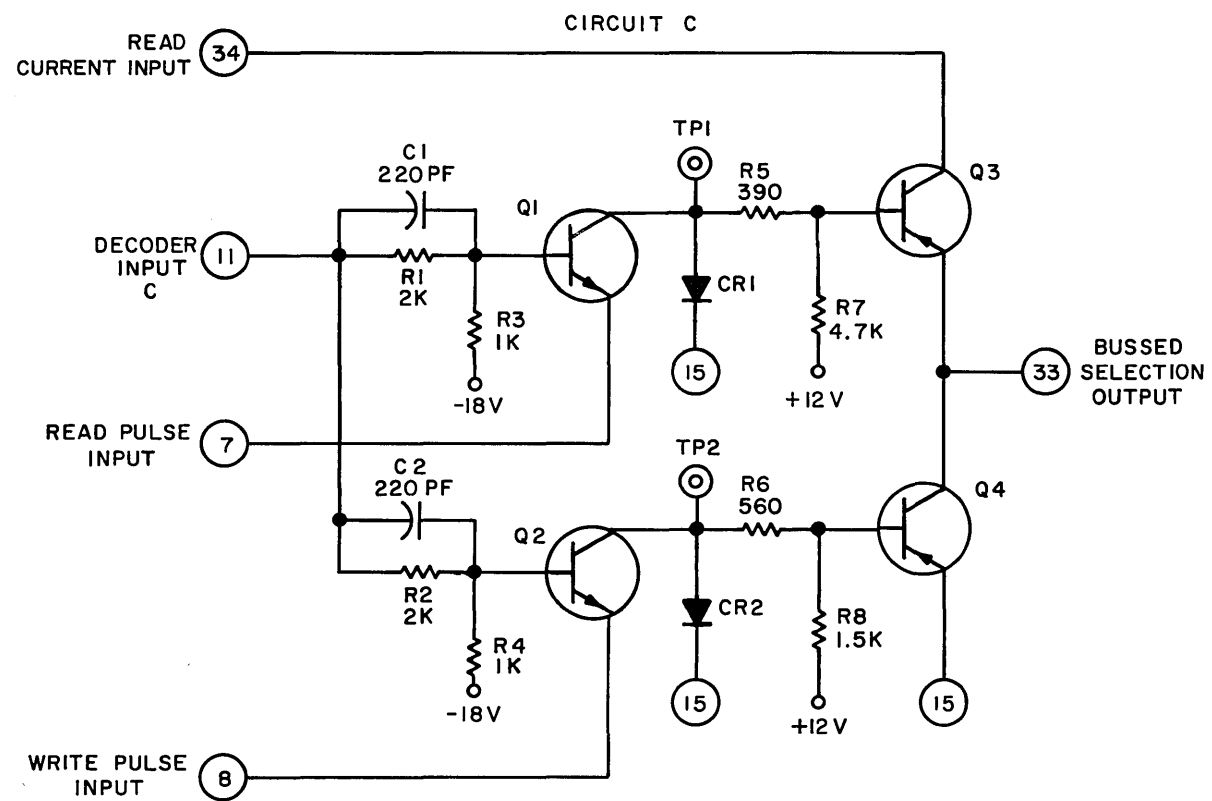 CIRCUIT C
READ
CURRENT INPUT
34
TP1
C1
220PF
R5
390
Q3
Q1
DECODER
INPUT
C
11
R1
2K
CR1
R3
1K
R7
4.7K
15
33
BUSSED
SELECTION
OUTPUT
-18V
+12V
READ PULSE
INPUT
7
TP2
C2
220PF
R6
560
Q4
Q2
R2
2K
CR2
R8
1.5K
R4
1K
15
15
-18V
+12V
WRITE PULSE
INPUT
8